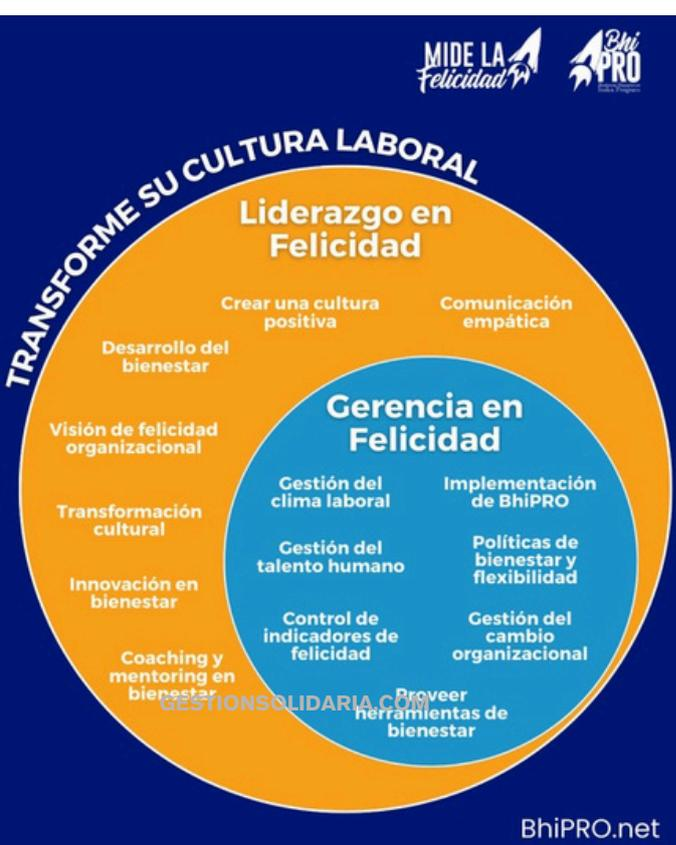 MIDE LA
Felicidad
Bhi
PRO
TRANSFORME SU CULTURA LABORAL
Liderazgo en
Felicidad
Crear una cultura
positiva
Comunicación
empática
Desarrollo del
bienestar
Visión de felicidad
organizacional
Transformación
cultural
Innovación en
bienestar
Coaching y
mentoring en
bienestar
Gerencia en
Felicidad
Gestión del
clima laboral
Implementación
de BhiPRO
Gestión del
talento humano
Políticas de
bienestar y
flexibilidad
Control de
indicadores de
felicidad
Gestión del
cambio
organizacional
Proveer
herramientas de
bienestar
GESTIONSOLIDARIA.COM
BhiPRO.net